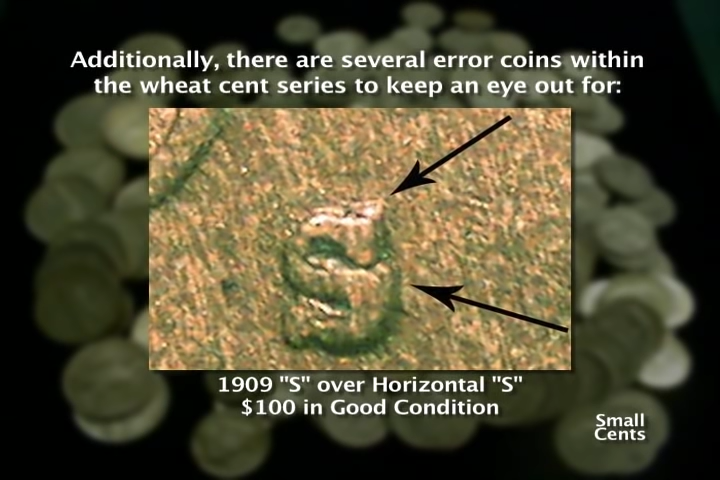 Additionally, there are several error coins within
the wheat cent series to keep an eye out for:
1909 "S" over Horizontal "S"
$100 in Good Condition
Small
Cents